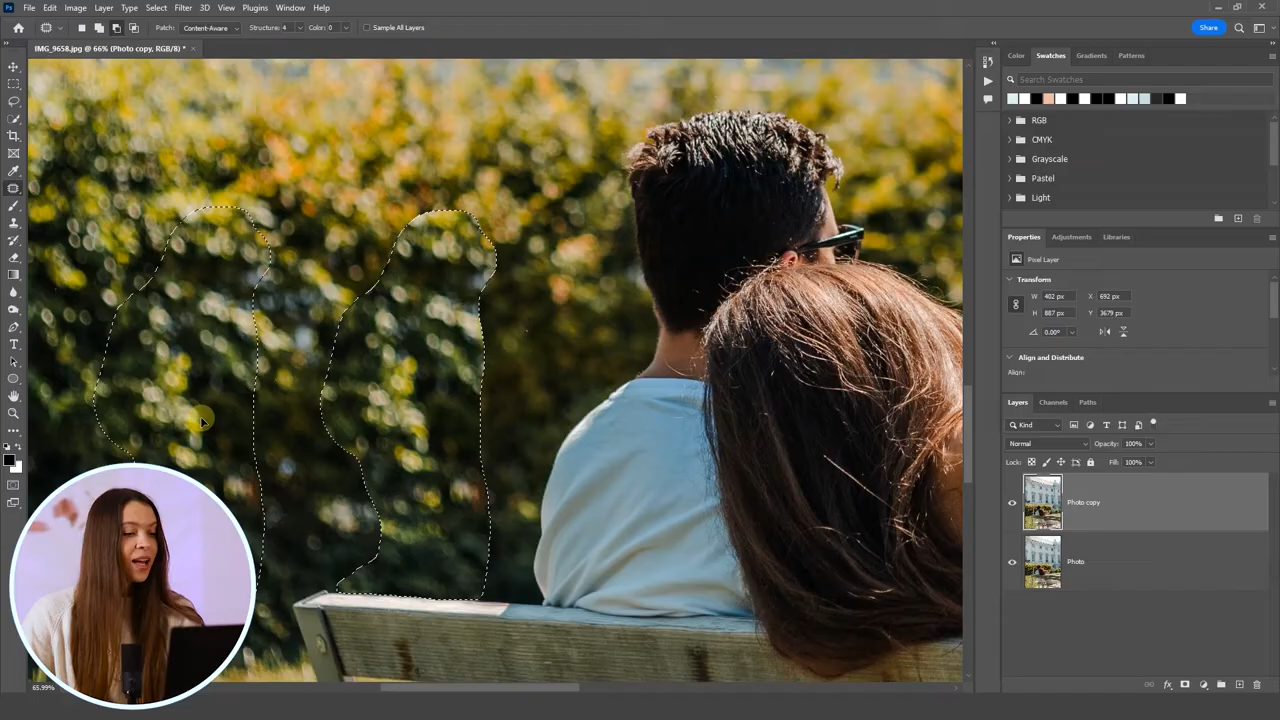 Ps File Edit Image Layer Type Select Filter 3D View Plugins Window Help
Patch: Content-Aware Structure: 4 Color: 0 Sample All Layers Share
IMG_9658.jpg @ 66% (Photo copy, RGB/8) *
Color Swatches Gradients Patterns
Search Swatches
RGB
CMYK
Grayscale
Pastel
Light
Properties Adjustments Libraries
Pixel Layer
Transform
W 402 px X 692 px
H 887 px Y 3679 px
0.00°
Align and Distribute
Align:
Layers Channels Paths
Kind
Normal Opacity: 100%
Lock: Fill: 100%
Photo copy
Photo
65.99%